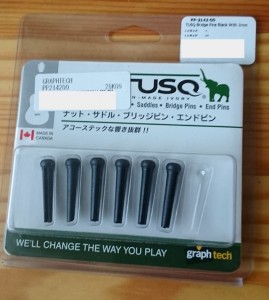 PP-2142-00
TUSQ Bridge Pins Black With 2mm
GRAPHTECH
PP214200
TUSQ
MAN-MADE IVORY
Saddles・Bridge Pins・End Pins
ナット・サドル・ブリッジピン・エンドピン
アコースティックな響き抜群!!
MADE IN
CANADA
WE'LL CHANGE THE WAY YOU PLAY
graph tech